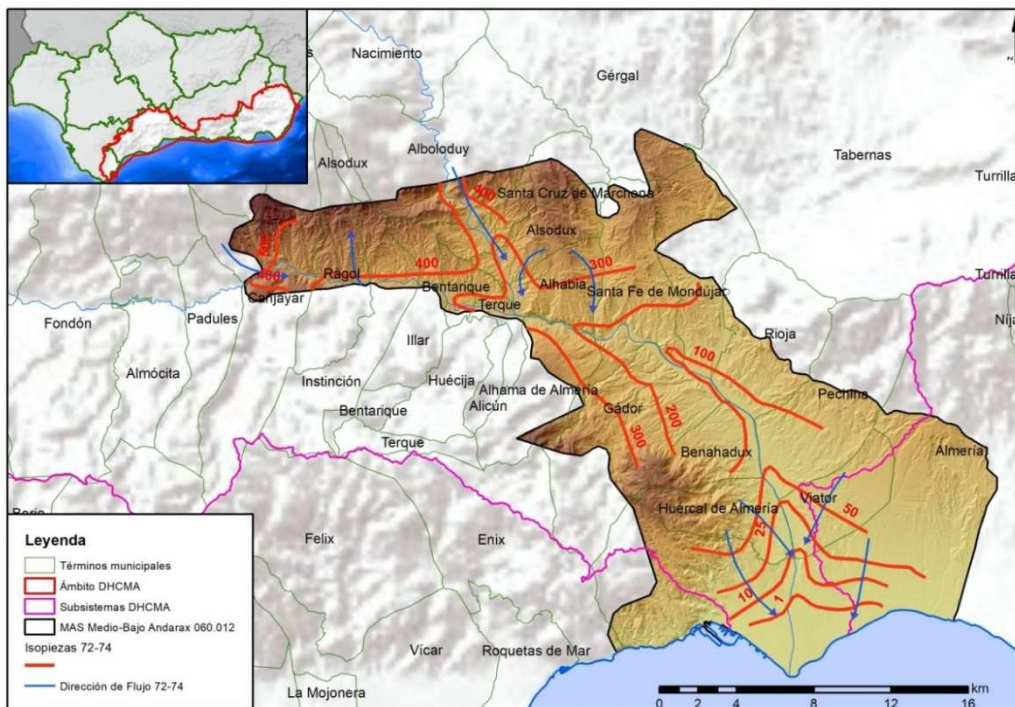 Nacimiento
Gérgal
Alsodux
Alboloduy
Tabernas
Turrilla
Santa Cruz de Marchena
400
Alsodux
300
Rágol
400
Bentarique
Alhabia
Santa Fe de Mondújar
Turrilla
Canjáyar
Terque
Fondón
Padules
Rioja
Níja
Illar
100
Almócita
Instinción
Huécija
Alhama de Almería
Pechina
Bentarique
Alicún
Gádor
200
Terque
300
Benahadux
Almería
Viator
Huercal de Almería
50
25
Felix
Enix
10
1
Vícar
Roquetas de Mar
La Mojonera
Leyenda
Términos municipales
Ámbito DHCMA
Subsistemas DHCMA
MAS Medio-Bajo Andarax 060.012
Isopiezas 72-74
Dirección de Flujo 72-74
km
0 2 4 8 12 16